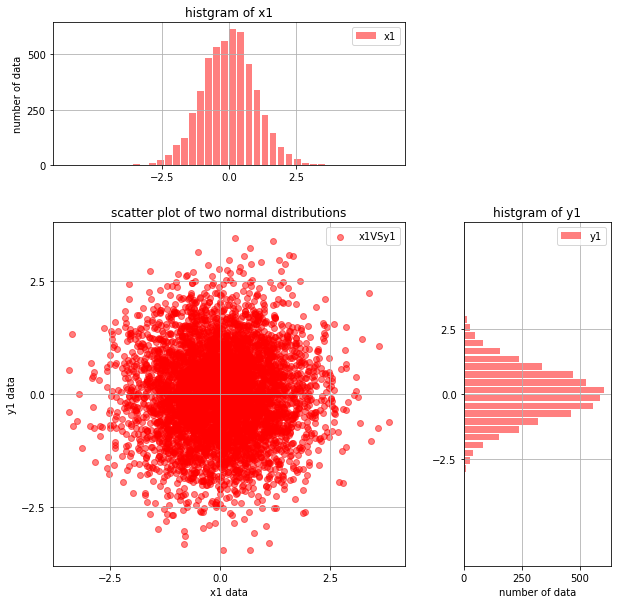 histgram of x1
x1
number of data
500
250
0
-2.5 0.0 2.5
scatter plot of two normal distributions
x1VSy1
y1 data
2.5
0.0
−2.5
−2.5 0.0 2.5
x1 data
histgram of y1
y1
2.5
0.0
−2.5
0 250 500
number of data